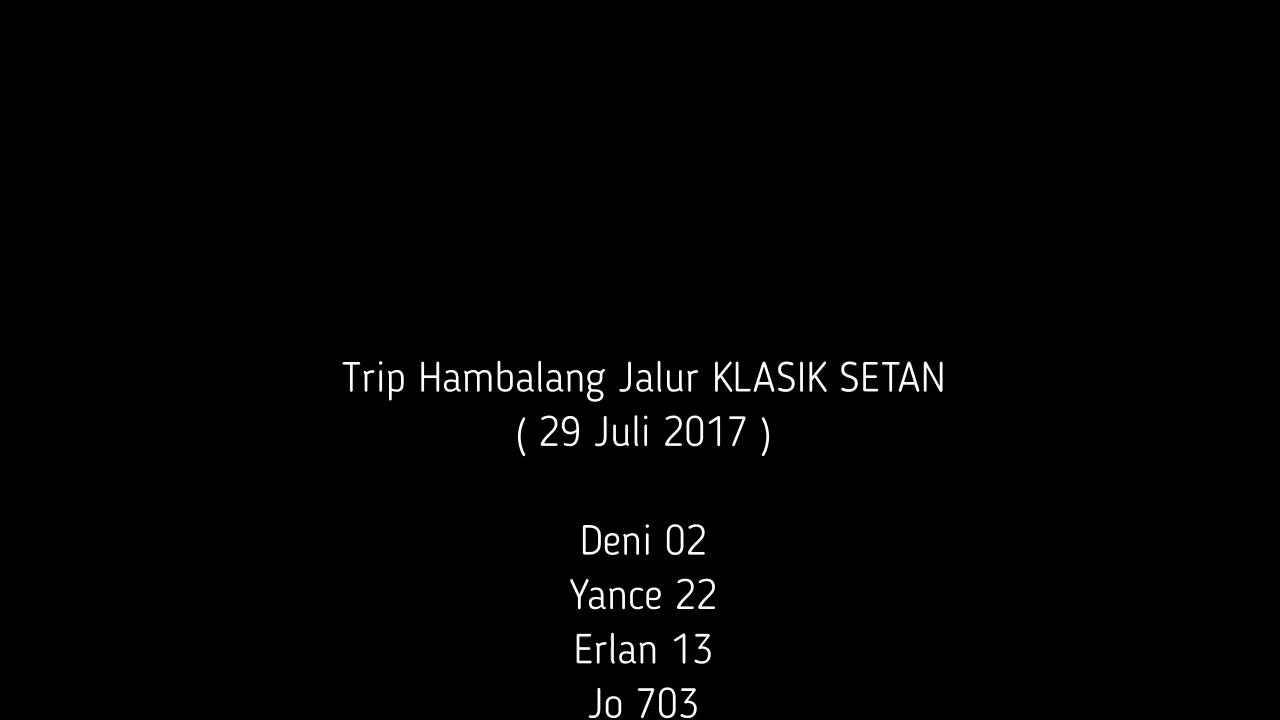 Trip Hambalang Jalur KLASIK SETAN
( 29 Juli 2017 )
Deni 02
Yance 22
Erlan 13
Jo 703